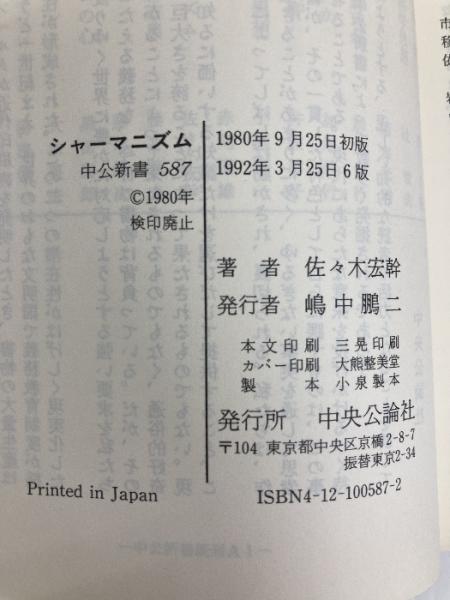 シャーマニズム
中公新書 587
©1980年
検印廃止
1980年9月25日初版
1992年3月25日6版
著者 佐々木宏幹
発行者 嶋中鵬二
本文印刷 三晃印刷
カバー印刷 大熊整美堂
製本 小泉製本
発行所 中央公論社
〒104 東京都中央区京橋2-8-7
振替東京2-34
Printed in Japan
ISBN4-12-100587-2